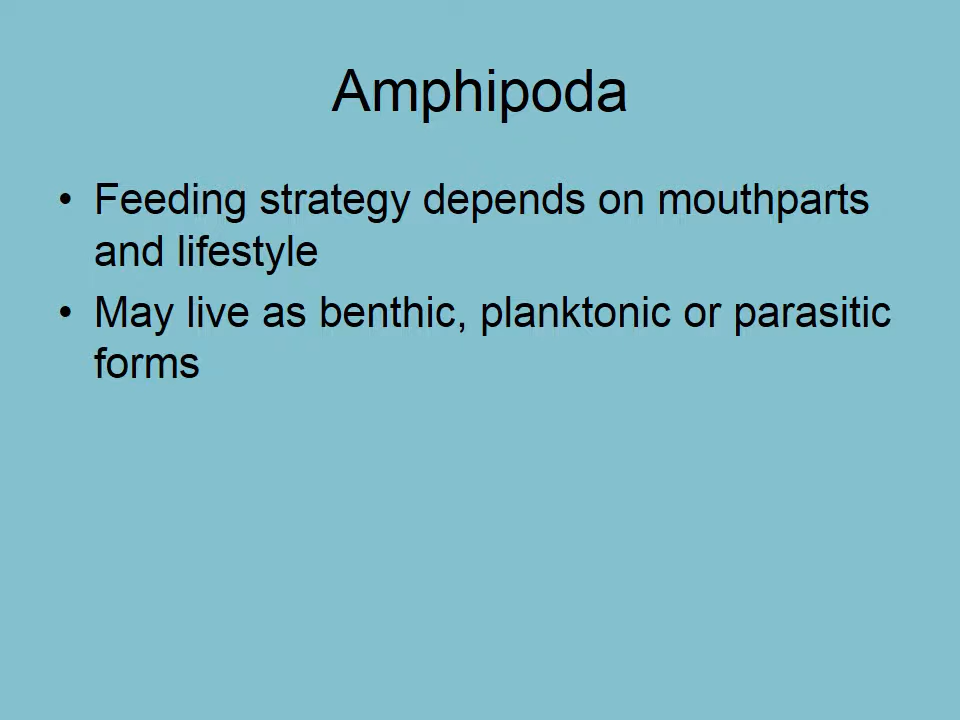 Amphipoda
• Feeding strategy depends on mouthparts
and lifestyle
• May live as benthic, planktonic or parasitic
forms